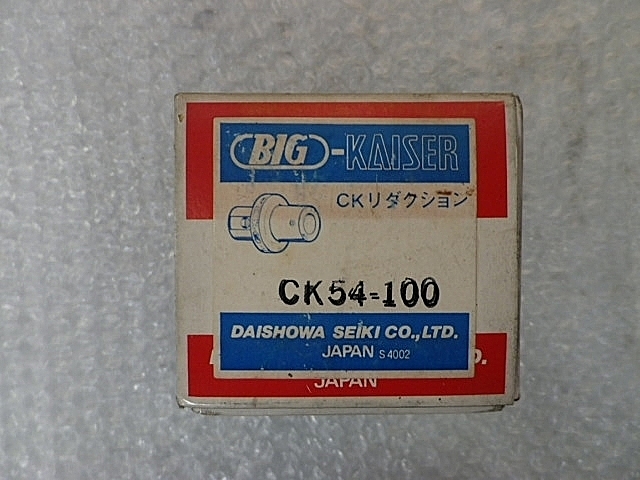 BIG-KAISER
CKリダクション
CK54-100
DAISHOWA SEIKI CO.,LTD.
JAPAN S4002
JAPAN